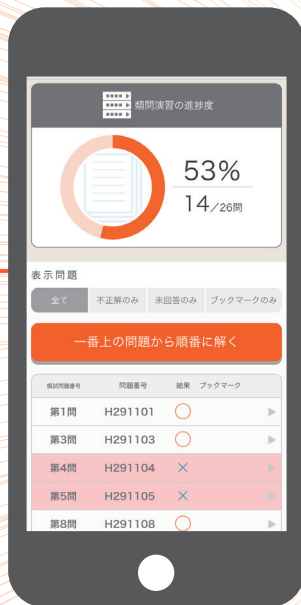 類問演習の進捗度
53%
14/26問
表示問題
全て 不正解のみ 未回答のみ ブックマークのみ
一番上の問題から順番に解く
模試問題番号 問題番号 結果 ブックマーク
第1問 H291101 ○ ▶
第3問 H291103 ○ ▶
第4問 H291104 × ▶
第5問 H291105 × ▶
第8問 H291108 ○ ▶